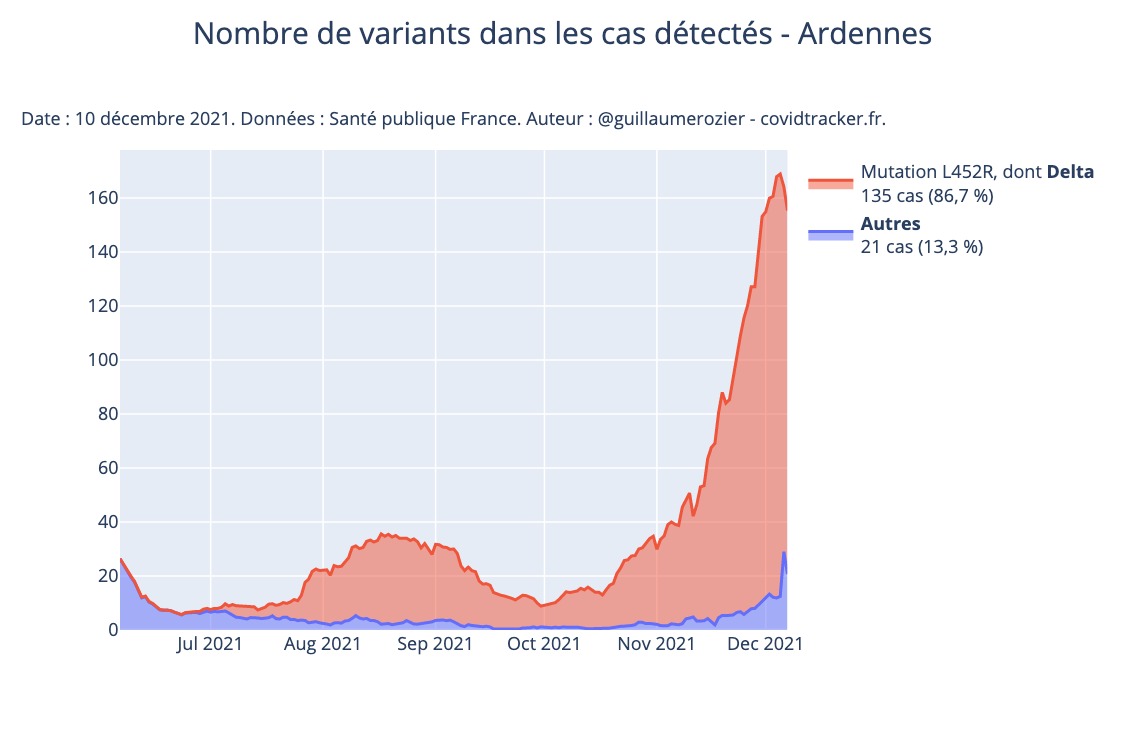 Nombre de variants dans les cas détectés - Ardennes
Date : 10 décembre 2021. Données : Santé publique France. Auteur : @guillaumerozier - covidtracker.fr.
Mutation L452R, dont Delta
135 cas (86,7 %)
Autres
21 cas (13,3 %)
160
140
120
100
80
60
40
20
0
Jul 2021
Aug 2021
Sep 2021
Oct 2021
Nov 2021
Dec 2021